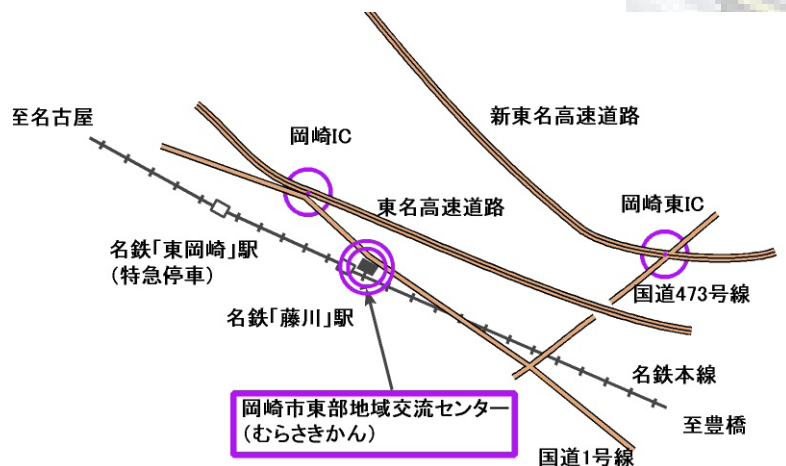 至名古屋
岡崎IC
新東名高速道路
岡崎東IC
東名高速道路
名鉄「東岡崎」駅
(特急停車)
国道473号線
名鉄「藤川」駅
名鉄本線
岡崎市東部地域交流センター
(むらさきかん)
至豊橋
国道1号線